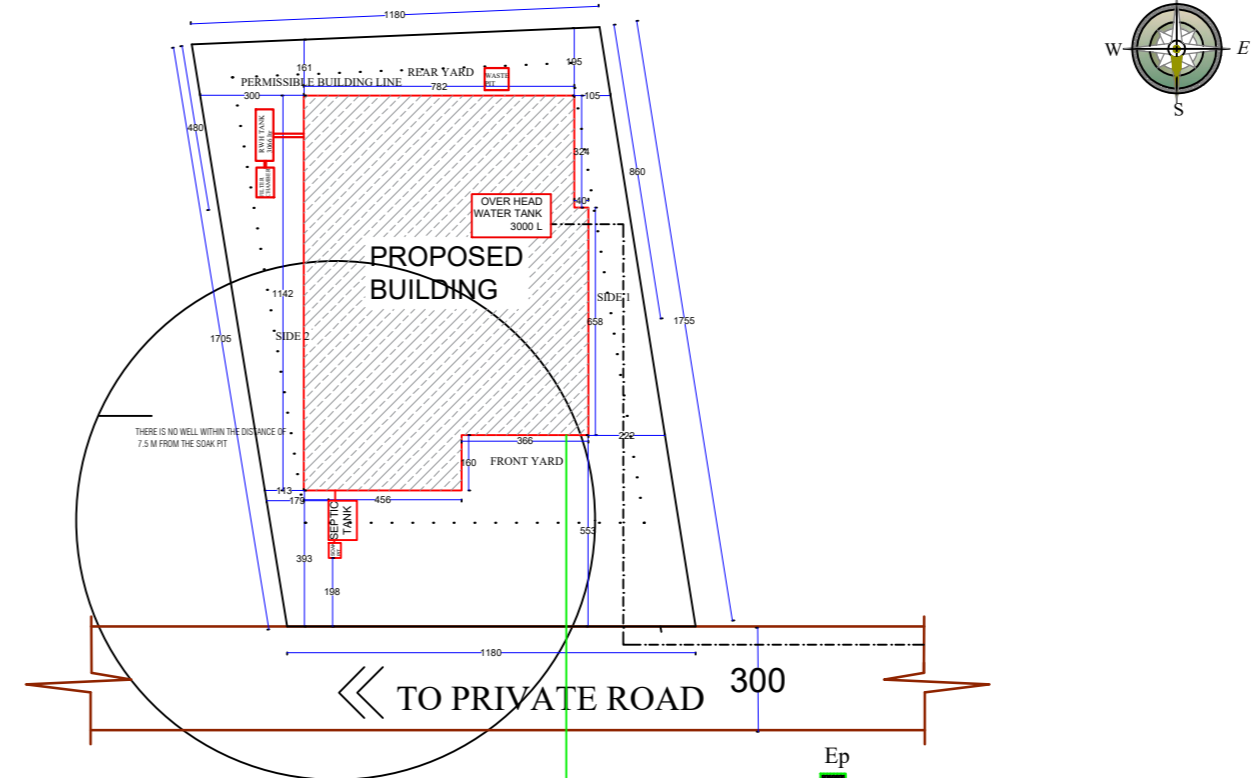 1180
W
E
S
161
REAR YARD
WASTE
PIT
195
PERMISSIBLE BUILDING LINE
782
300
105
480
RWH TANK
FILTER
CHAMBER
324
860
40
OVER HEAD
WATER TANK
3000 L
PROPOSED
BUILDING
1142
SIDE 1
658
1755
1705
SIDE 2
THERE IS NO WELL WITHIN THE DISTANCE OF
7.5 M FROM THE SOAK PIT
366
222
160
FRONT YARD
113
179
456
SEPTIC
TANK
553
393
198
1180
TO PRIVATE ROAD
300
Ep